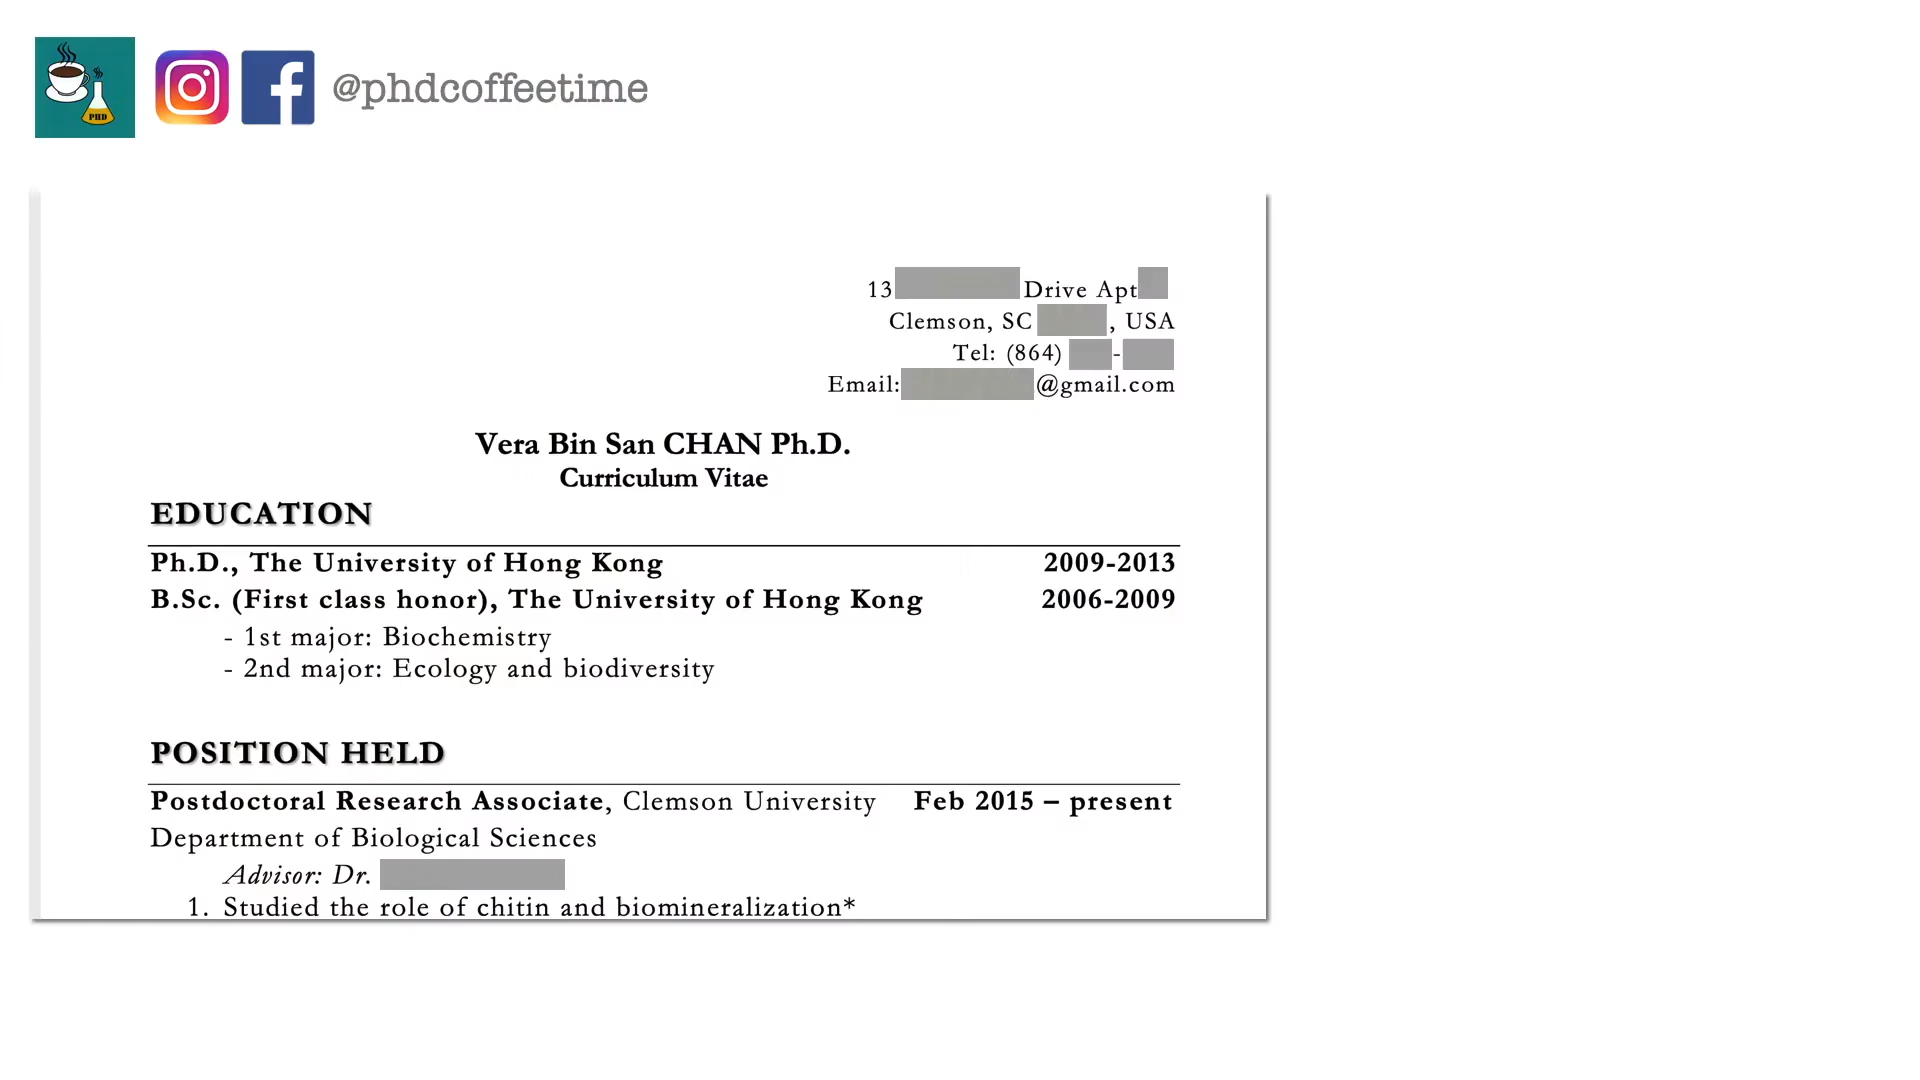 PHD
@phdcoffeetime
13 Drive Apt
Clemson, SC , USA
Tel: (864) -
Email: @gmail.com
Vera Bin San CHAN Ph.D.
Curriculum Vitae
EDUCATION
Ph.D., The University of Hong Kong 2009-2013
B.Sc. (First class honor), The University of Hong Kong 2006-2009
- 1st major: Biochemistry
- 2nd major: Ecology and biodiversity
POSITION HELD
Postdoctoral Research Associate, Clemson University Feb 2015 – present
Department of Biological Sciences
Advisor: Dr.
1. Studied the role of chitin and biomineralization*